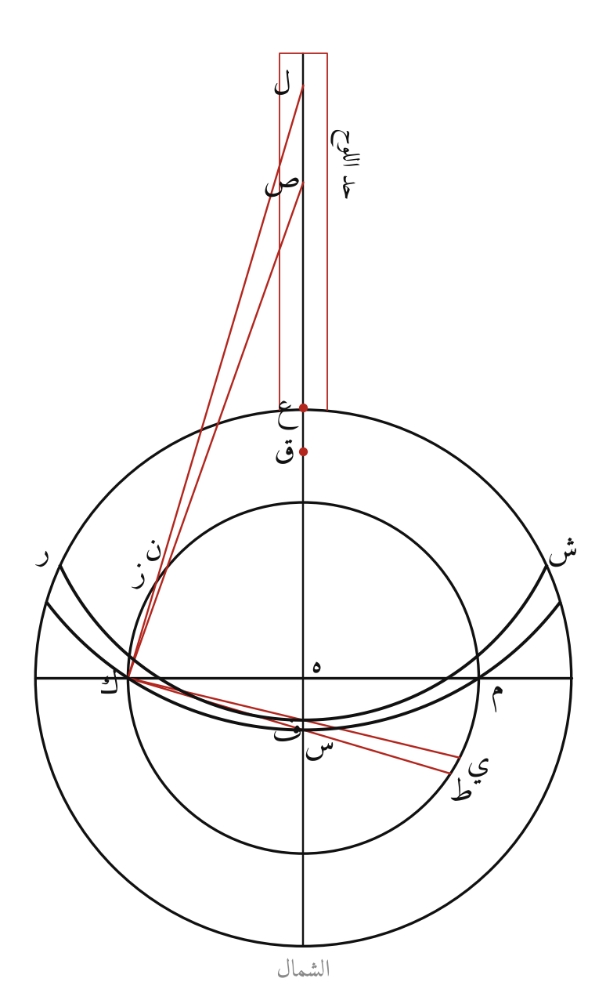 ل
حد اللوح
ص
ع
ق
ش
ر
ن
ز
ه
ك
م
ف
س
ي
ط
الشمال